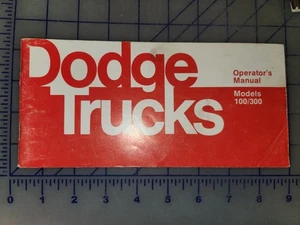 Dodge
Trucks
Operator's
Manual
Models
100/300
0 1 2 3 4 5 6 7 8 9